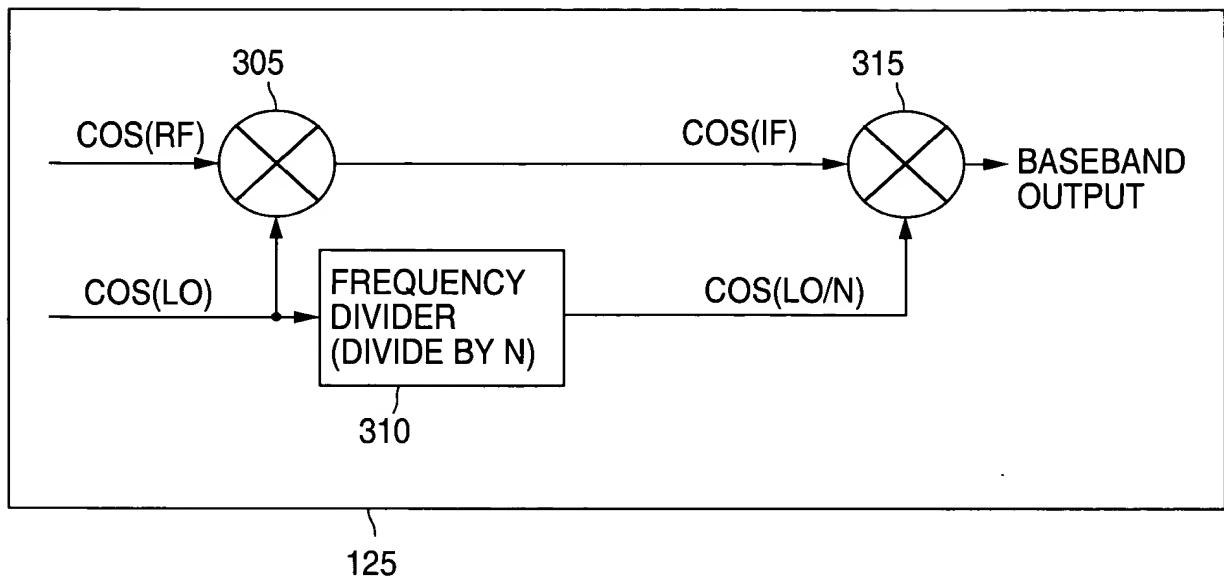 305
315
COS(RF)
COS(IF)
BASEBAND
OUTPUT
COS(LO)
FREQUENCY
DIVIDER
(DIVIDE BY N)
COS(LO/N)
310
125